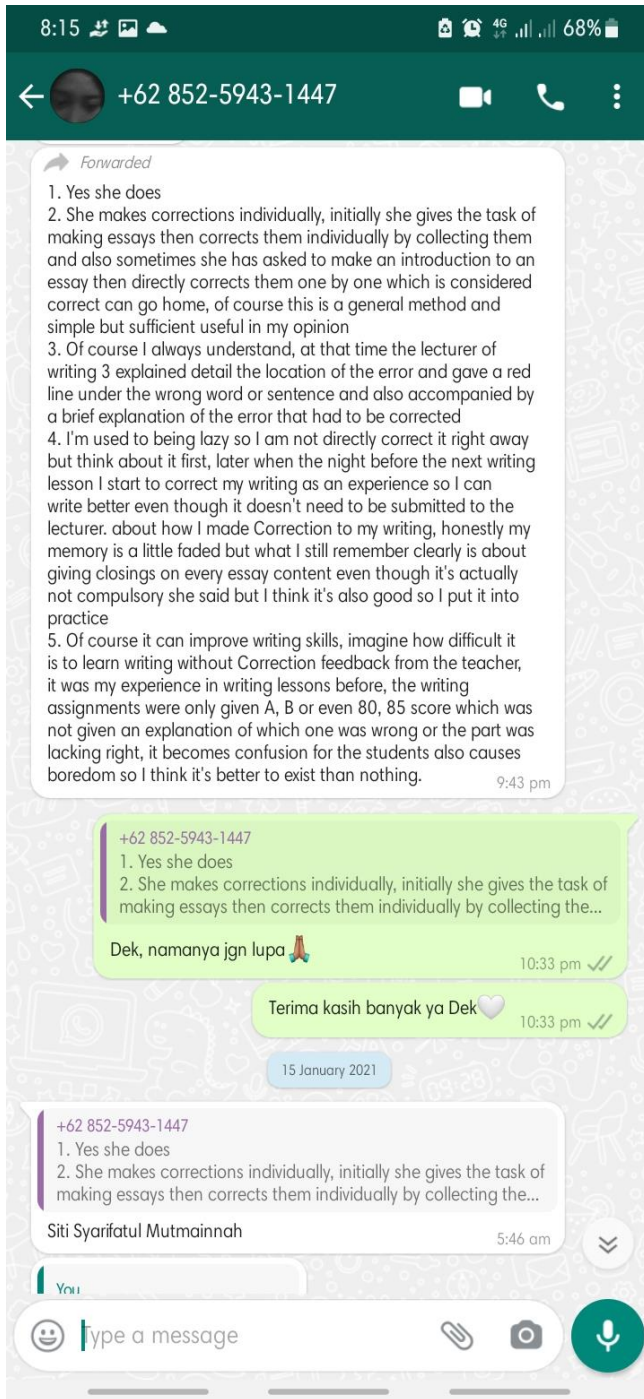 8:15 4G 68%
+62 852-5943-1447
Forwarded
1. Yes she does
2. She makes corrections individually, initially she gives the task of
making essays then corrects them individually by collecting them
and also sometimes she has asked to make an introduction to an
essay then directly corrects them one by one which is considered
correct can go home, of course this is a general method and
simple but sufficient useful in my opinion
3. Of course I always understand, at that time the lecturer of
writing 3 explained detail the location of the error and gave a red
line under the wrong word or sentence and also accompanied by
a brief explanation of the error that had to be corrected
4. I'm used to being lazy so I am not directly correct it right away
but think about it first, later when the night before the next writing
lesson I start to correct my writing as an experience so I can
write better even though it doesn't need to be submitted to the
lecturer. about how I made Correction to my writing, honestly my
memory is a little faded but what I still remember clearly is about
giving closings on every essay content even though it's actually
not compulsory she said but I think it's also good so I put it into
practice
5. Of course it can improve writing skills, imagine how difficult it
is to learn writing without Correction feedback from the teacher,
it was my experience in writing lessons before, the writing
assignments were only given A, B or even 80, 85 score which was
not given an explanation of which one was wrong or the part was
lacking right, it becomes confusion for the students also causes
boredom so I think it's better to exist than nothing.
9:43 pm
+62 852-5943-1447
1. Yes she does
2. She makes corrections individually, initially she gives the task of
making essays then corrects them individually by collecting the...
Dek, namanya jgn lupa🙏
10:33 pm
Terima kasih banyak ya Dek🤍
10:33 pm
15 January 2021
+62 852-5943-1447
1. Yes she does
2. She makes corrections individually, initially she gives the task of
making essays then corrects them individually by collecting the...
Siti Syarifatul Mutmainnah
5:46 am
You
Type a message